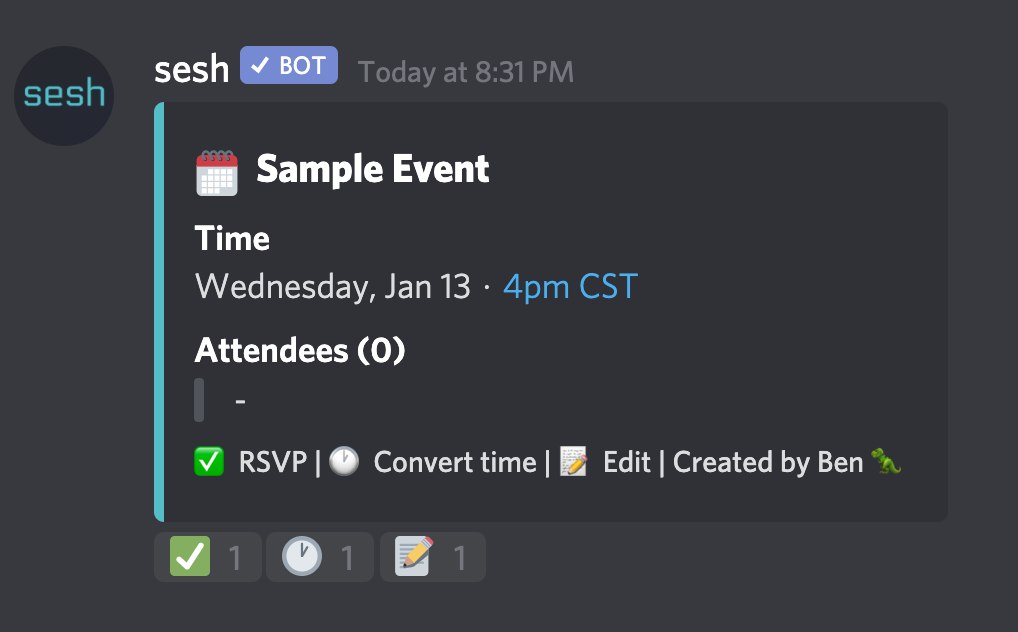 sesh
sesh ✓ BOT Today at 8:31 PM
Sample Event
Time
Wednesday, Jan 13 · 4pm CST
Attendees (0)
-
✅ RSVP | 🕐 Convert time | 📝 Edit | Created by Ben 🦖
✅ 1 🕐 1 📝 1